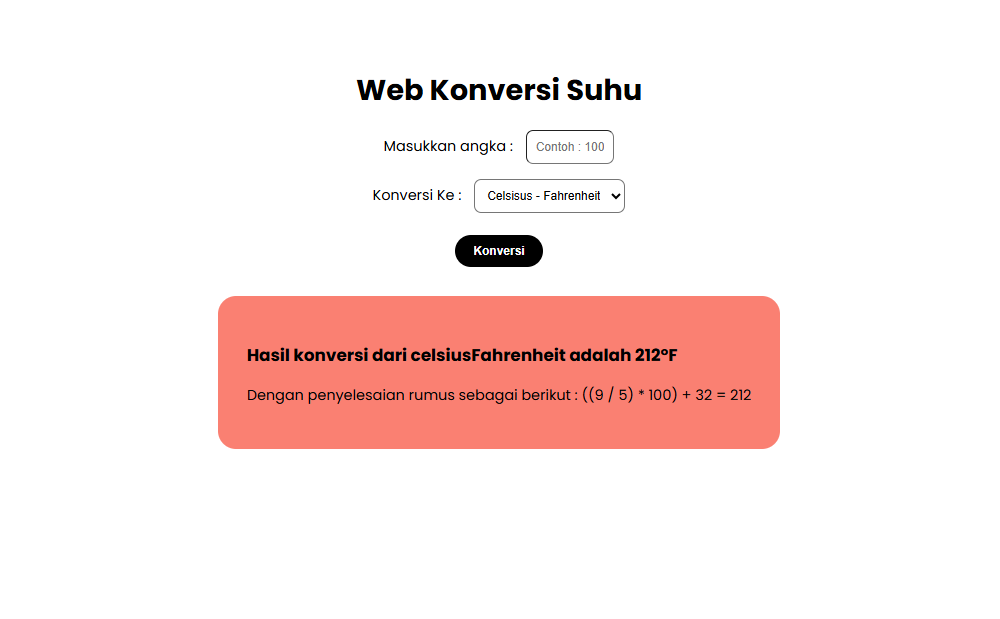 Web Konversi Suhu
Masukkan angka : Contoh : 100
Konversi Ke : Celsisus - Fahrenheit
Konversi
Hasil konversi dari celsiusFahrenheit adalah 212°F
Dengan penyelesaian rumus sebagai berikut : ((9 / 5) * 100) + 32 = 212